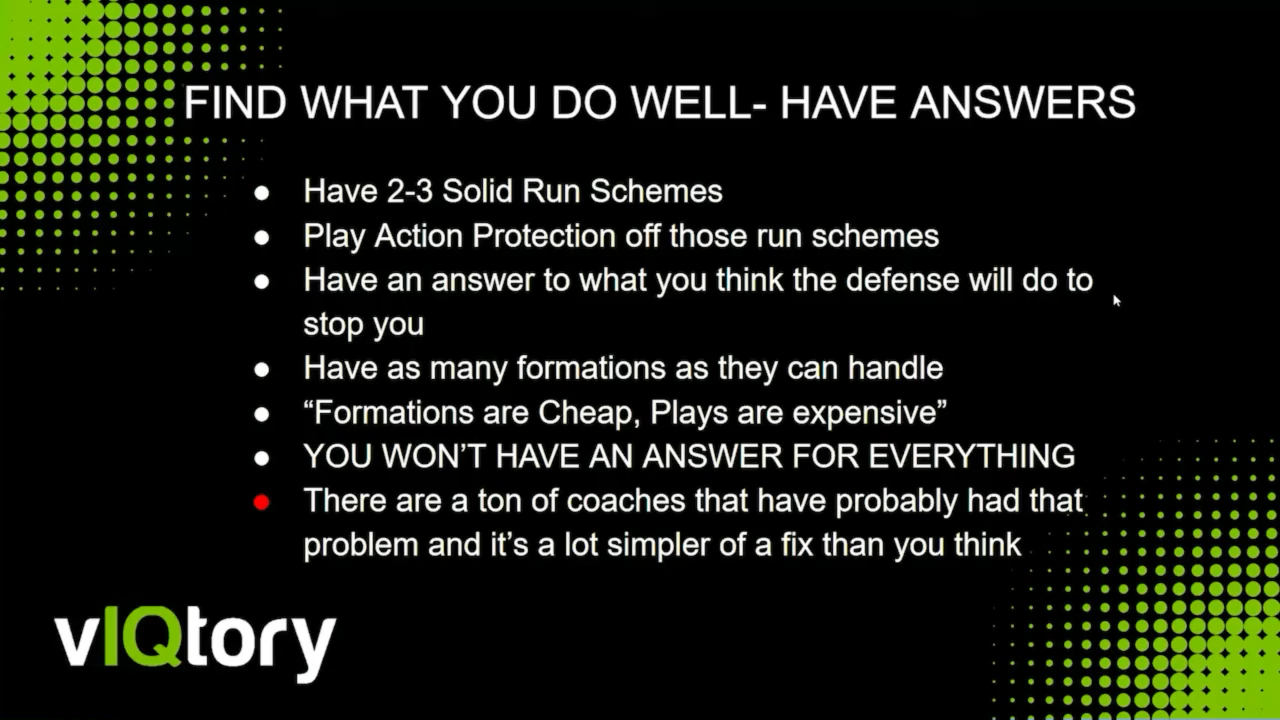 FIND WHAT YOU DO WELL- HAVE ANSWERS
● Have 2-3 Solid Run Schemes
● Play Action Protection off those run schemes
● Have an answer to what you think the defense will do to
stop you
● Have as many formations as they can handle
● “Formations are Cheap, Plays are expensive”
● YOU WON’T HAVE AN ANSWER FOR EVERYTHING
● There are a ton of coaches that have probably had that
problem and it’s a lot simpler of a fix than you think
vIQtory